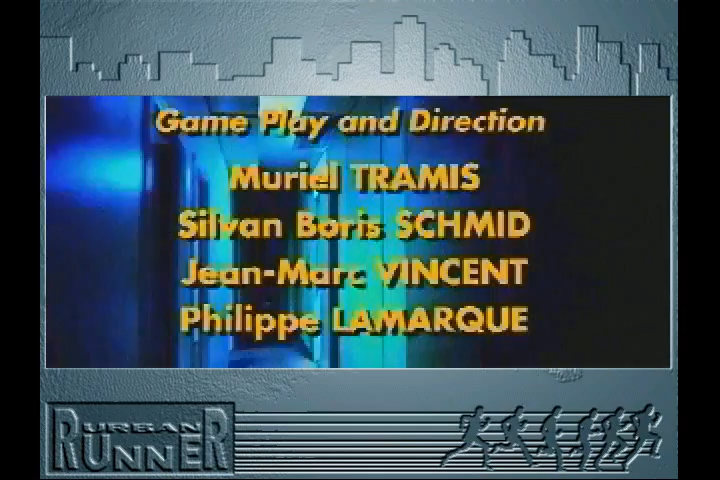 Game Play and Direction
Muriel TRAMIS
Silvan Boris SCHMID
Jean-Marc VINCENT
Philippe LAMARQUE
URBAN
RUNNER